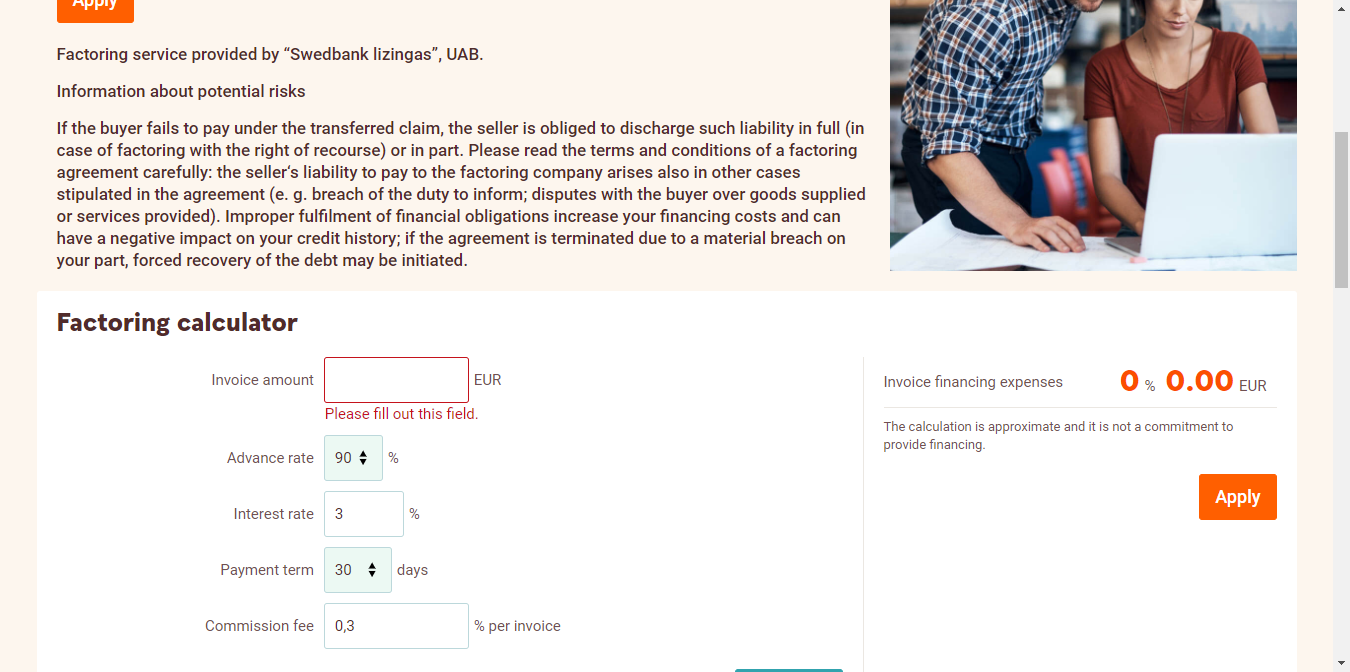 Apply
Factoring service provided by “Swedbank lizingas”, UAB.
Information about potential risks
If the buyer fails to pay under the transferred claim, the seller is obliged to discharge such liability in full (in
case of factoring with the right of recourse) or in part. Please read the terms and conditions of a factoring
agreement carefully: the seller‘s liability to pay to the factoring company arises also in other cases
stipulated in the agreement (e. g. breach of the duty to inform; disputes with the buyer over goods supplied
or services provided). Improper fulfilment of financial obligations increase your financing costs and can
have a negative impact on your credit history; if the agreement is terminated due to a material breach on
your part, forced recovery of the debt may be initiated.
Factoring calculator
Invoice amount EUR
Please fill out this field.
Advance rate 90 %
Interest rate 3 %
Payment term 30 days
Commission fee 0,3 % per invoice
Invoice financing expenses 0 % 0.00 EUR
The calculation is approximate and it is not a commitment to
provide financing.
Apply